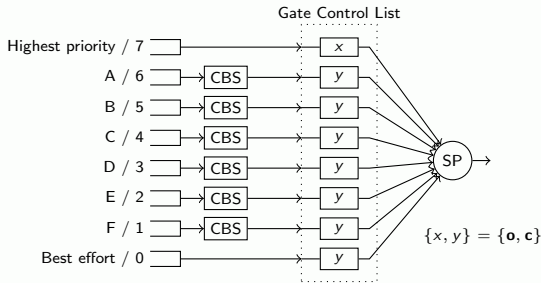 Gate Control List
Highest priority / 7 x
A / 6 CBS y
B / 5 CBS y
C / 4 CBS y
D / 3 CBS y SP
E / 2 CBS y
F / 1 CBS y
{x, y} = {o, c}
Best effort / 0 y